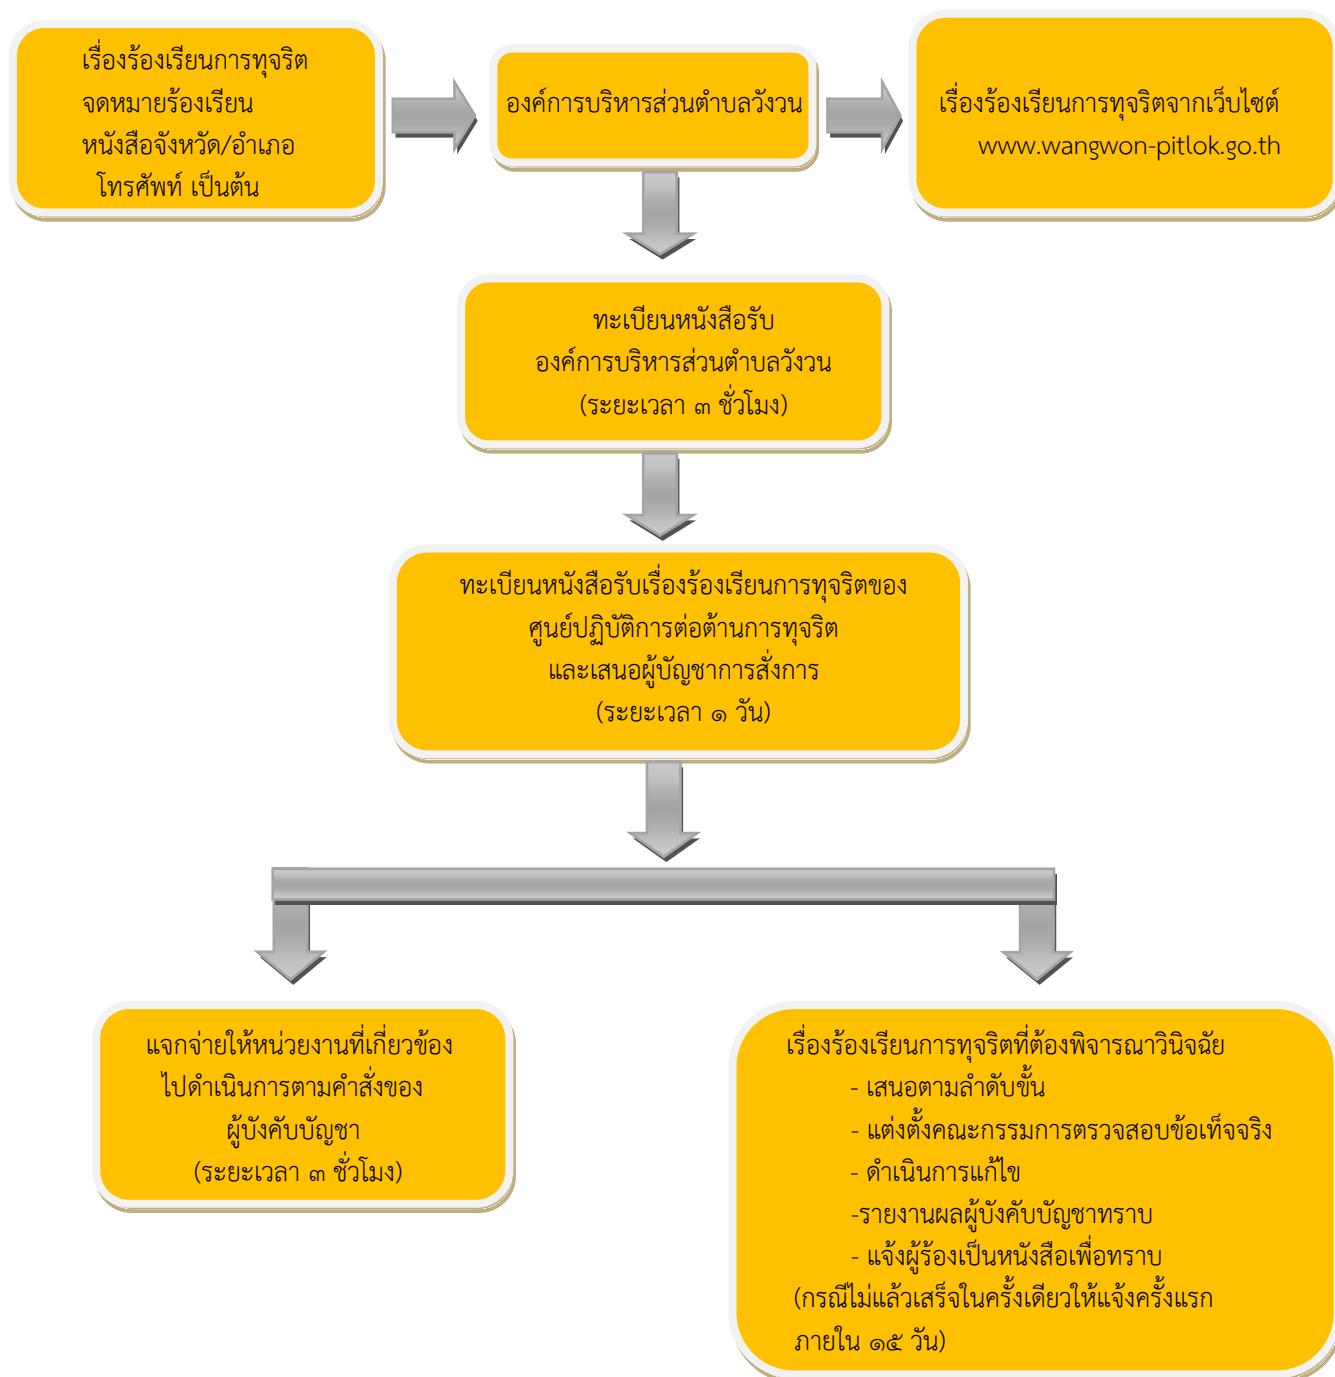 เรื่องร้องเรียนการทุจริต
จดหมายร้องเรียน
หนังสือจังหวัด/อำเภอ
โทรศัพท์ เป็นต้น
องค์การบริหารส่วนตำบลวังวน
เรื่องร้องเรียนการทุจริตจากเว็บไซต์
www.wangwon-pitlok.go.th
ทะเบียนหนังสือรับ
องค์การบริหารส่วนตำบลวังวน
(ระยะเวลา ๓ ชั่วโมง)
ทะเบียนหนังสือรับเรื่องร้องเรียนการทุจริตของ
ศูนย์ปฏิบัติการต่อต้านการทุจริต
และเสนอผู้บัญชาการสั่งการ
(ระยะเวลา ๑ วัน)
แจกจ่ายให้หน่วยงานที่เกี่ยวข้อง
ไปดำเนินการตามคำสั่งของ
ผู้บังคับบัญชา
(ระยะเวลา ๓ ชั่วโมง)
เรื่องร้องเรียนการทุจริตที่ต้องพิจารณาวินิจฉัย
- เสนอตามลำดับขั้น
- แต่งตั้งคณะกรรมการตรวจสอบข้อเท็จจริง
- ดำเนินการแก้ไข
-รายงานผลผู้บังคับบัญชาทราบ
- แจ้งผู้ร้องเป็นหนังสือเพื่อทราบ
(กรณีไม่แล้วเสร็จในครั้งเดียวให้แจ้งครั้งแรก
ภายใน ๑๕ วัน)